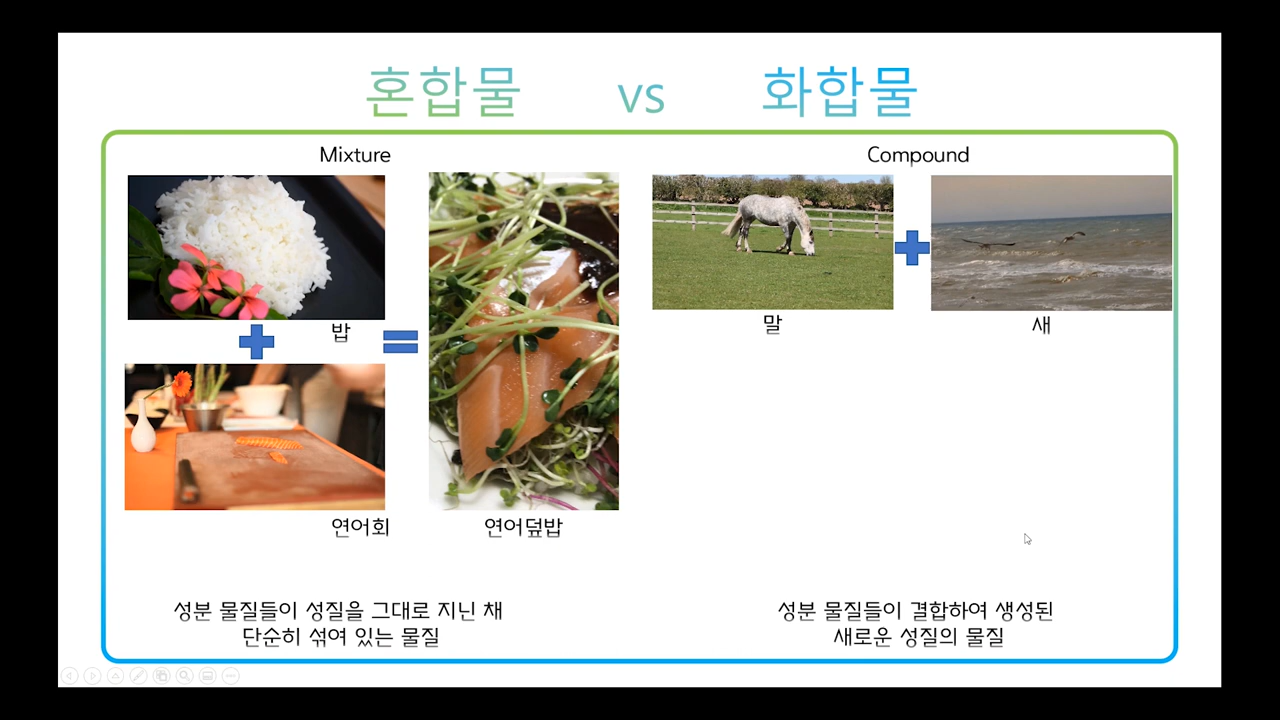 혼합물 vs 화합물
Mixture
Compound
밥
연어회
연어덮밥
말
새
성분 물질들이 성질을 그대로 지닌 채
단순히 섞여 있는 물질
성분 물질들이 결합하여 생성된
새로운 성질의 물질